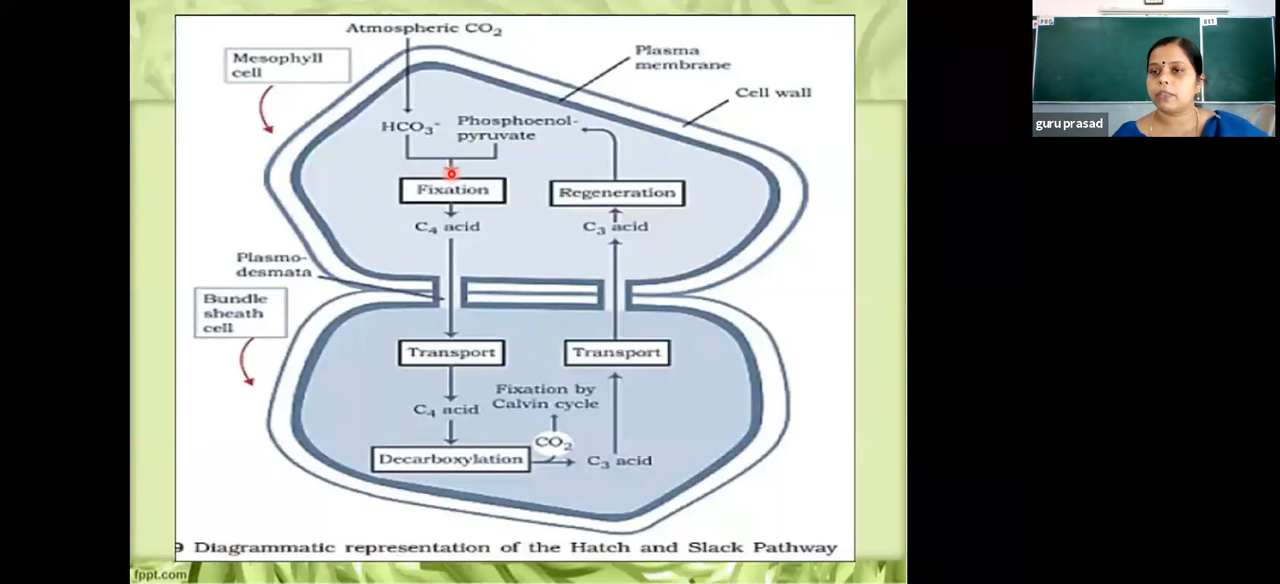 Atmospheric CO₂
Mesophyll
cell
Plasma
membrane
Cell wall
HCO₃⁻
Phosphoenol-
pyruvate
Fixation
Regeneration
C₄ acid
C₃ acid
Plasmo-
desmata
Bundle
sheath
cell
Transport
Transport
Fixation by
Calvin cycle
C₄ acid
CO₂
Decarboxylation
C₃ acid
9 Diagrammatic representation of the Hatch and Slack Pathway
fppt.com
guru prasad